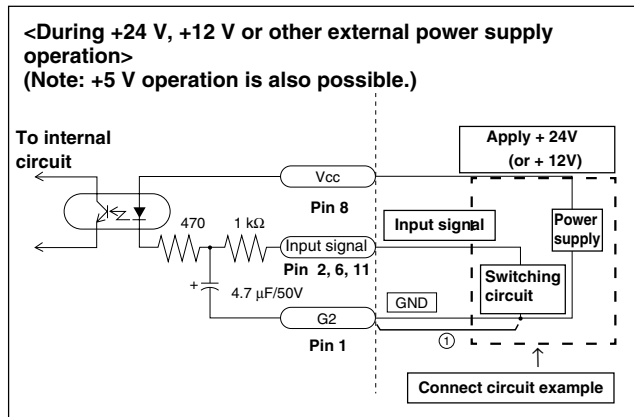 <During +24 V, +12 V or other external power supply
operation>
(Note: +5 V operation is also possible.)
To internal
circuit
Apply + 24V
(or + 12V)
Vcc
Pin 8
470
1 kΩ
Input signal
Pin 2, 6, 11
Input signal
Power
supply
Switching
circuit
+
4.7 µF/50V
GND
G2
Pin 1
①
Connect circuit example